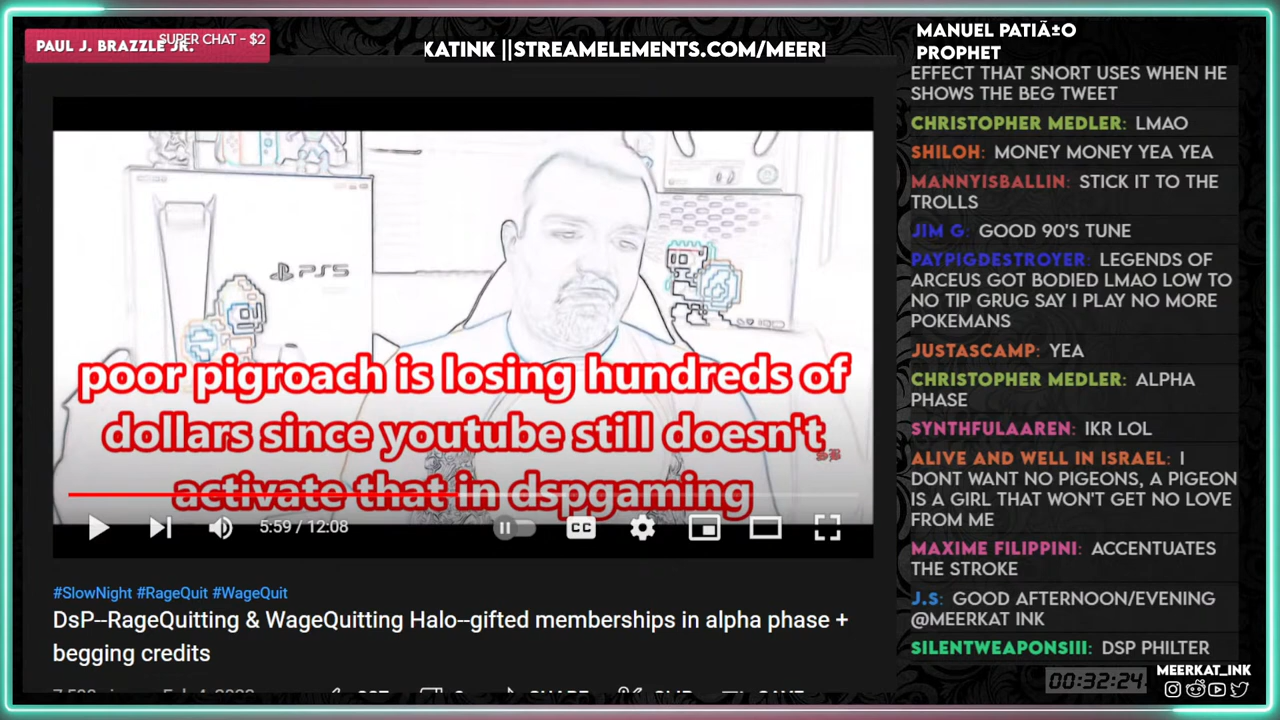 PAUL J. BRAZZLE JR.
SUPER CHAT - $2
KATINK ||STREAMELEMENTS.COM/MEERI
MANUEL PATIÃ±O
PROPHET
EFFECT THAT SNORT USES WHEN HE
SHOWS THE BEG TWEET
CHRISTOPHER MEDLER: LMAO
SHILOH: MONEY MONEY YEA YEA
MANNYISBALLIN: STICK IT TO THE
TROLLS
JIM G: GOOD 90'S TUNE
PAYPIGDESTROYER: LEGENDS OF
ARCEUS GOT BODIED LMAO LOW TO
NO TIP GRUG SAY I PLAY NO MORE
POKEMANS
JUSTASCAMP: YEA
CHRISTOPHER MEDLER: ALPHA
PHASE
SYNTHFULAAREN: IKR LOL
ALIVE AND WELL IN ISRAEL: I
DONT WANT NO PIGEONS, A PIGEON
IS A GIRL THAT WON'T GET NO LOVE
FROM ME
MAXIME FILIPPINI: ACCENTUATES
THE STROKE
J.S: GOOD AFTERNOON/EVENING
@MEERKAT INK
SILENTWEAPONSIII: DSP PHILTER
PS5
poor pigroach is losing hundreds of
dollars since youtube still doesn't
activate that in dspgaming
SB
5:59 / 12:08
CC
#SlowNight #RageQuit #WageQuit
DsP--RageQuitting & WageQuitting Halo--gifted memberships in alpha phase +
begging credits
MEERKAT_INK
00:32:24